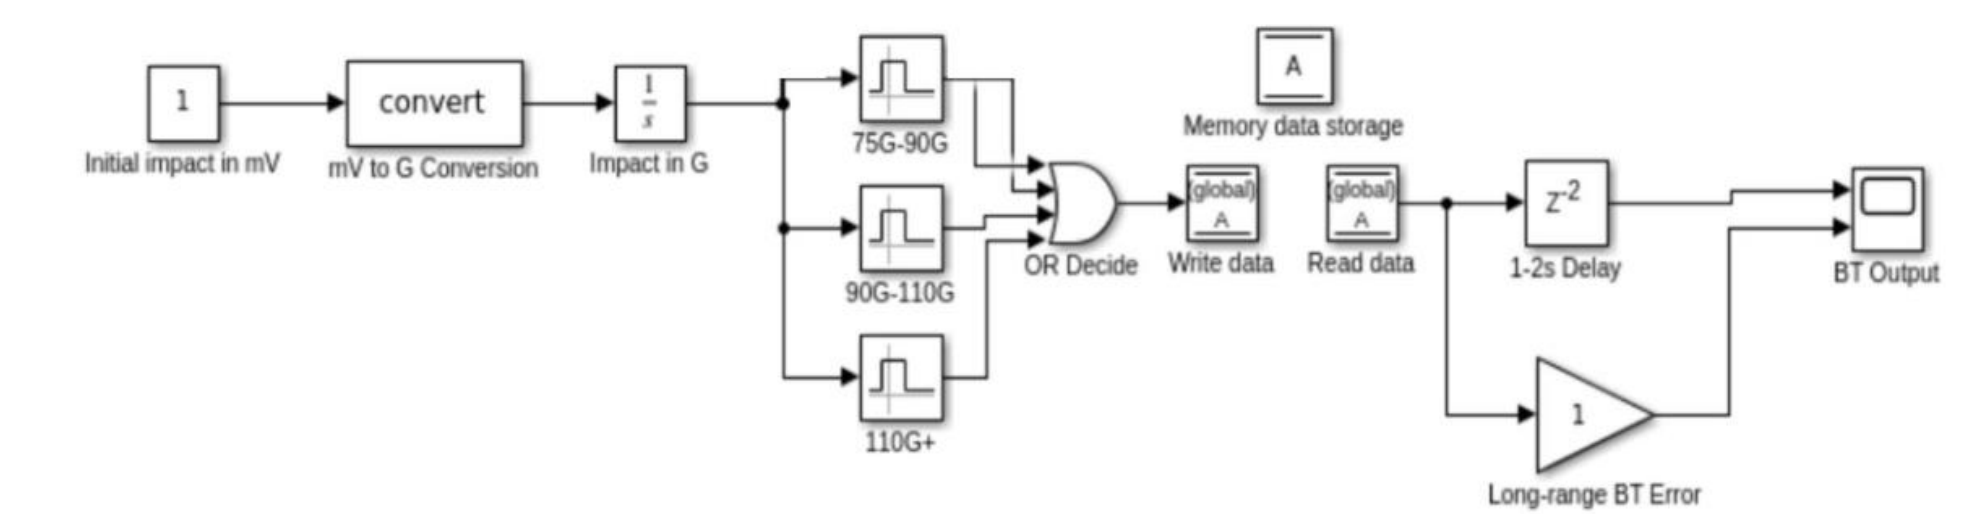 1
Initial impact in mV
convert
mV to G Conversion
1
s
Impact in G
75G-90G
90G-110G
110G+
OR Decide
A
Memory data storage
(global)
A
Write data
(global)
A
Read data
Z-2
1-2s Delay
1
Long-range BT Error
BT Output